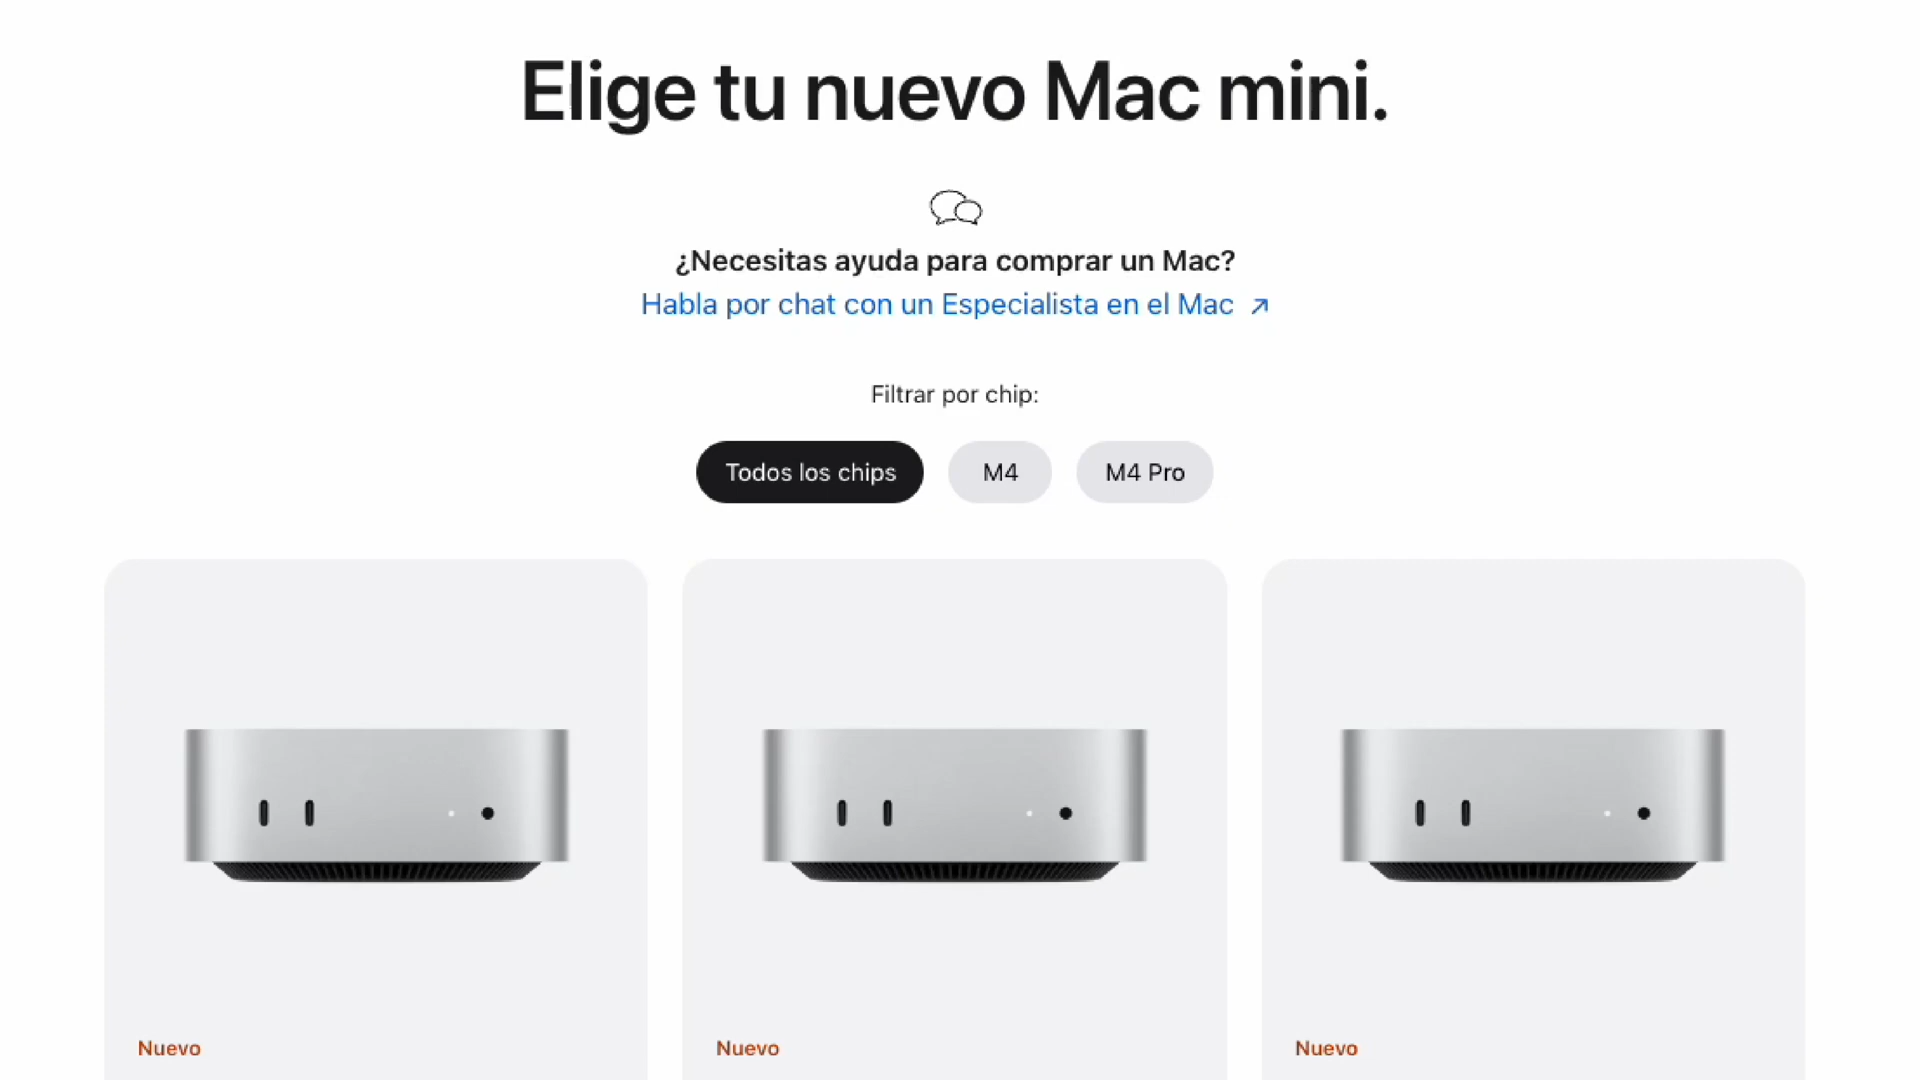 Elige tu nuevo Mac mini.
¿Necesitas ayuda para comprar un Mac?
Habla por chat con un Especialista en el Mac ↗
Filtrar por chip:
Todos los chips
M4
M4 Pro
Nuevo
Nuevo
Nuevo